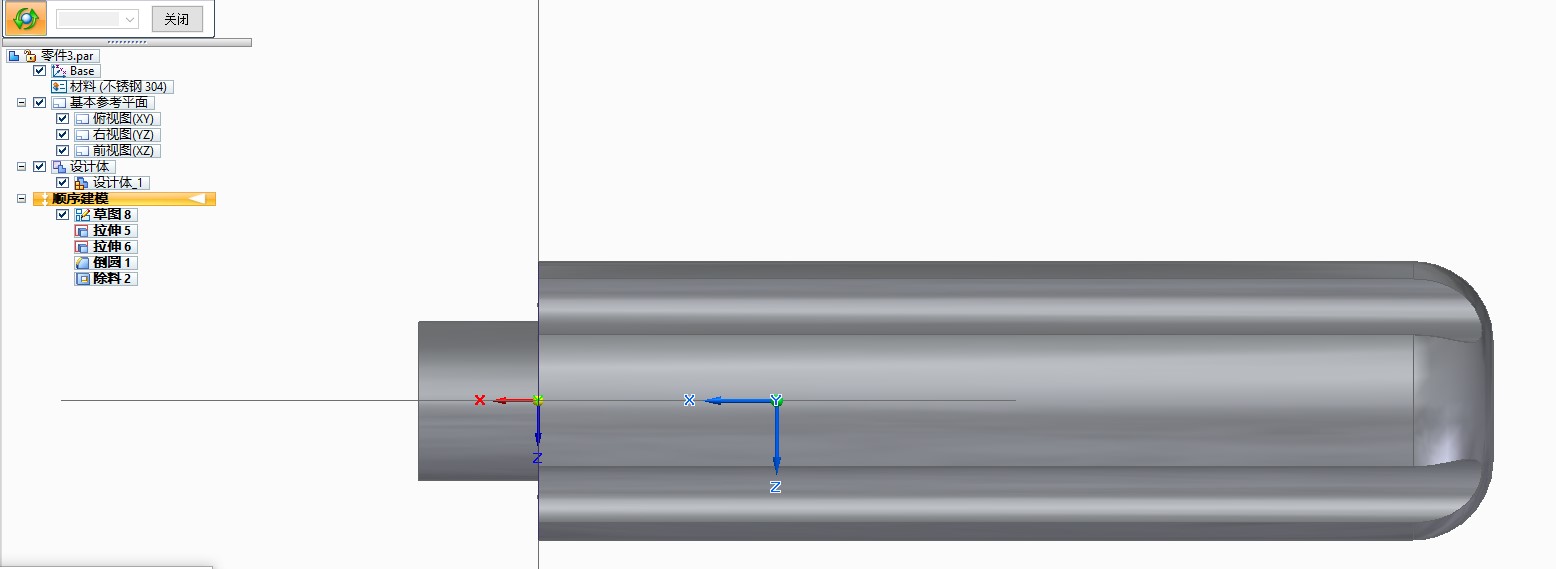 关闭
零件3.par
Base
材料 (不锈钢 304)
基本参考平面
俯视图(XY)
右视图(YZ)
前视图(XZ)
设计体
设计体_1
顺序建模
草图 8
拉伸 5
拉伸 6
倒圆 1
除料 2
X X Y
Z
Z